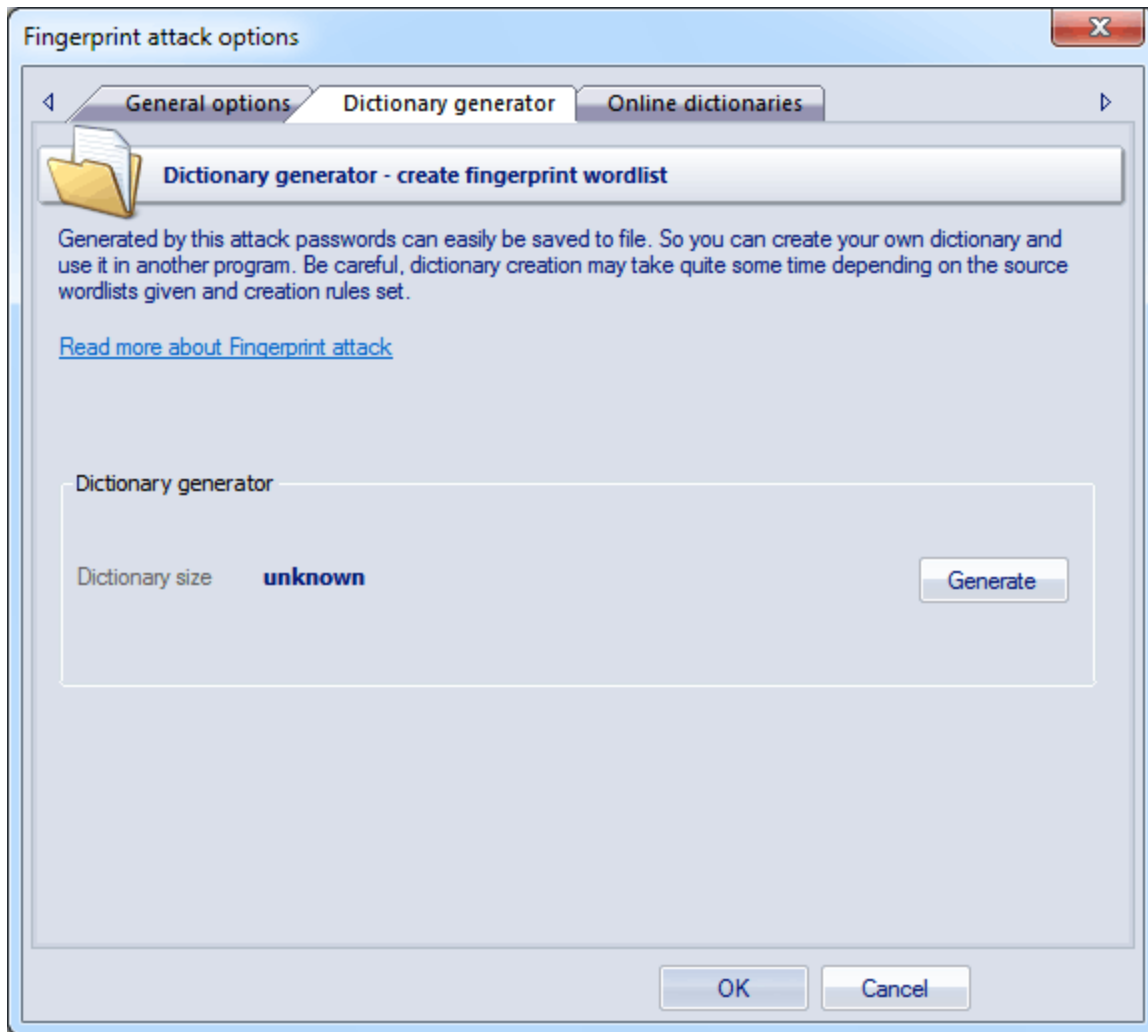 Fingerprint attack options
General options
Dictionary generator
Online dictionaries
Dictionary generator - create fingerprint wordlist
Generated by this attack passwords can easily be saved to file. So you can create your own dictionary and
use it in another program. Be careful, dictionary creation may take quite some time depending on the source
wordlists given and creation rules set.
Read more about Fingerprint attack
Dictionary generator
Dictionary size unknown
Generate
OK
Cancel